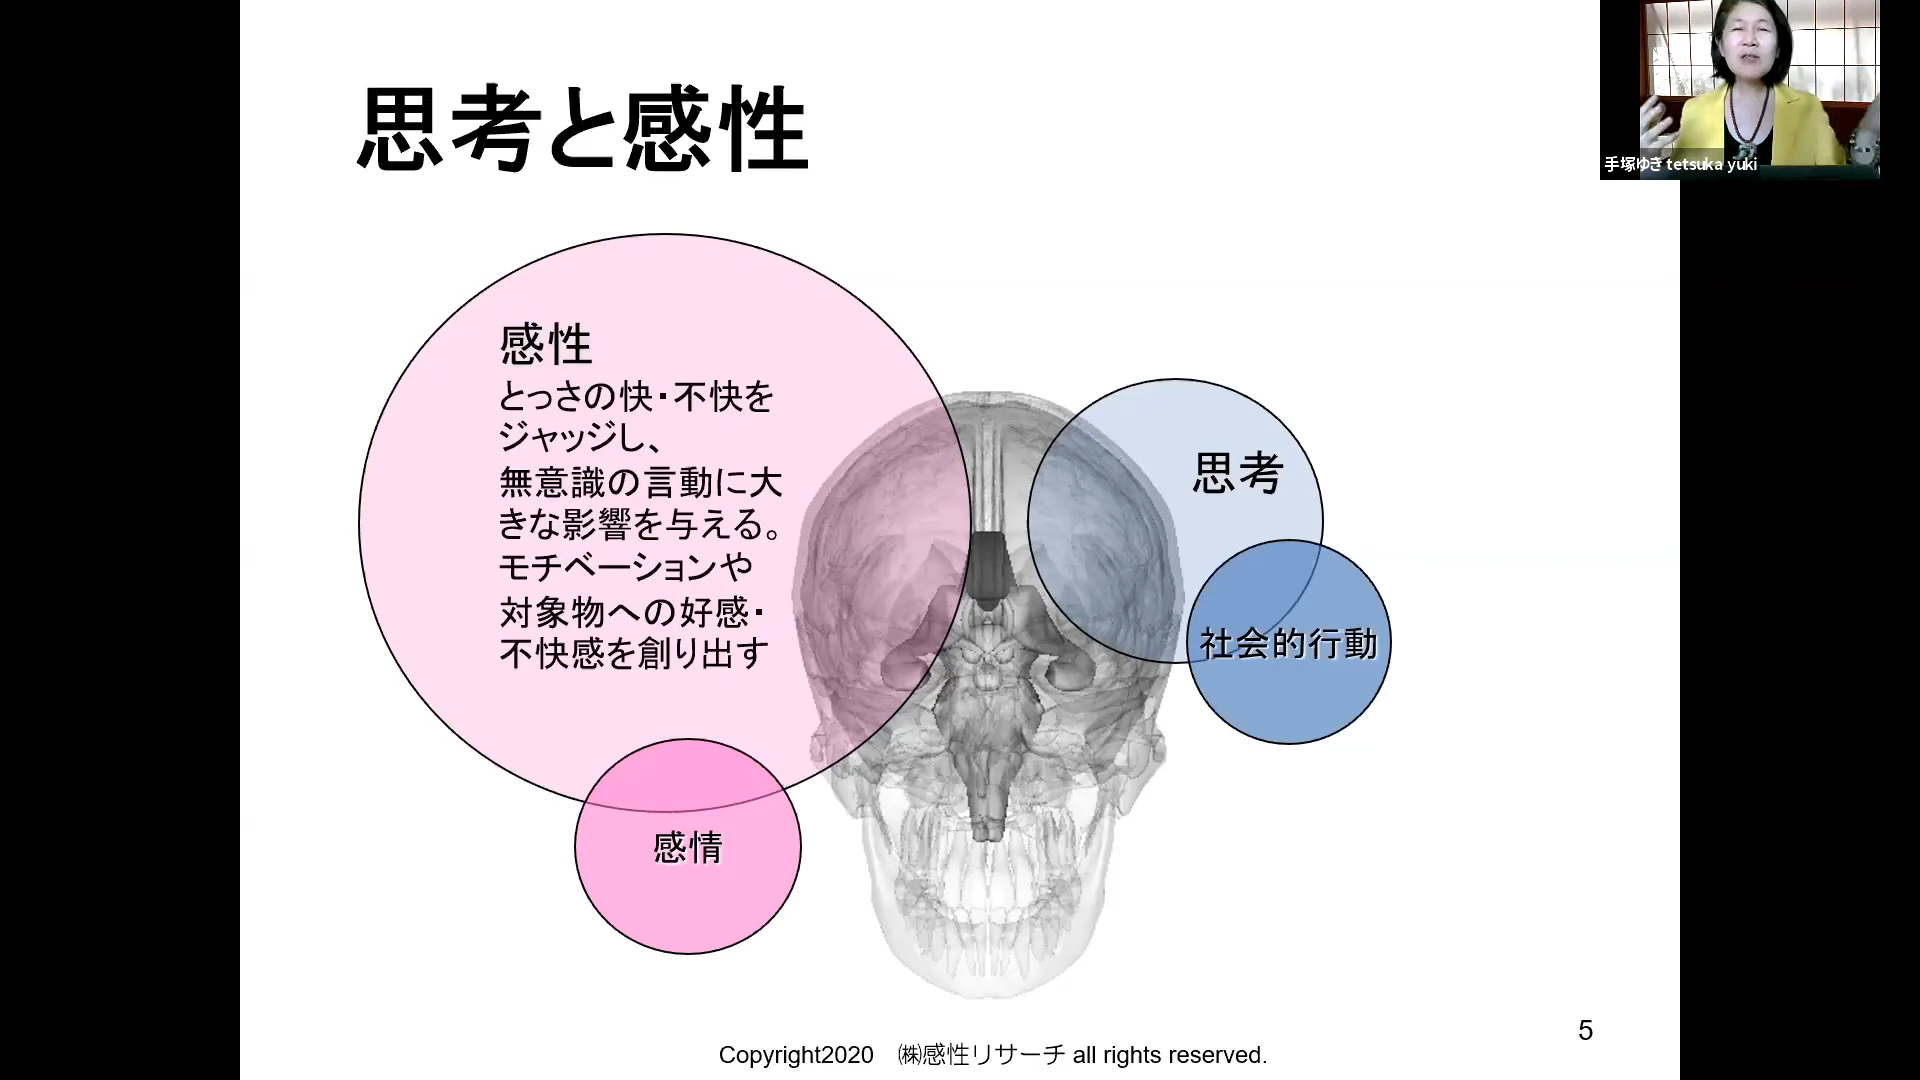 思考と感性
手塚ゆき tetsuka yuki
感性
とっさの快・不快を
ジャッジし、
無意識の言動に大
きな影響を与える。
モチベーションや
対象物への好感・
不快感を創り出す
思考
社会的行動
感情
5
Copyright2020 ㈱感性リサーチ all rights reserved.